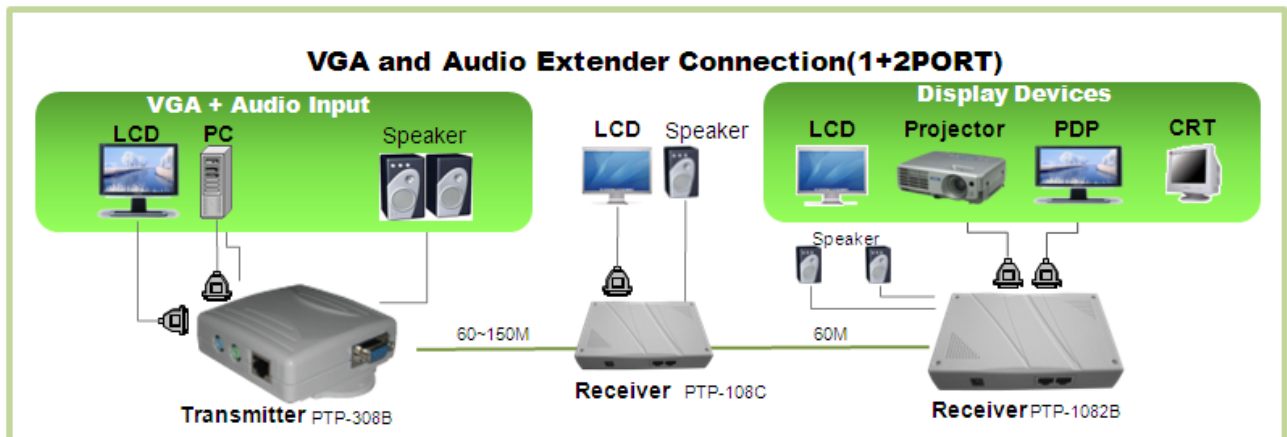 VGA and Audio Extender Connection(1+2PORT)
VGA + Audio Input
LCD
PC
Speaker
LCD
Speaker
Display Devices
LCD
Projector
PDP
CRT
Speaker
60~150M
60M
Transmitter PTP-308B
Receiver PTP-108C
Receiver PTP-1082B